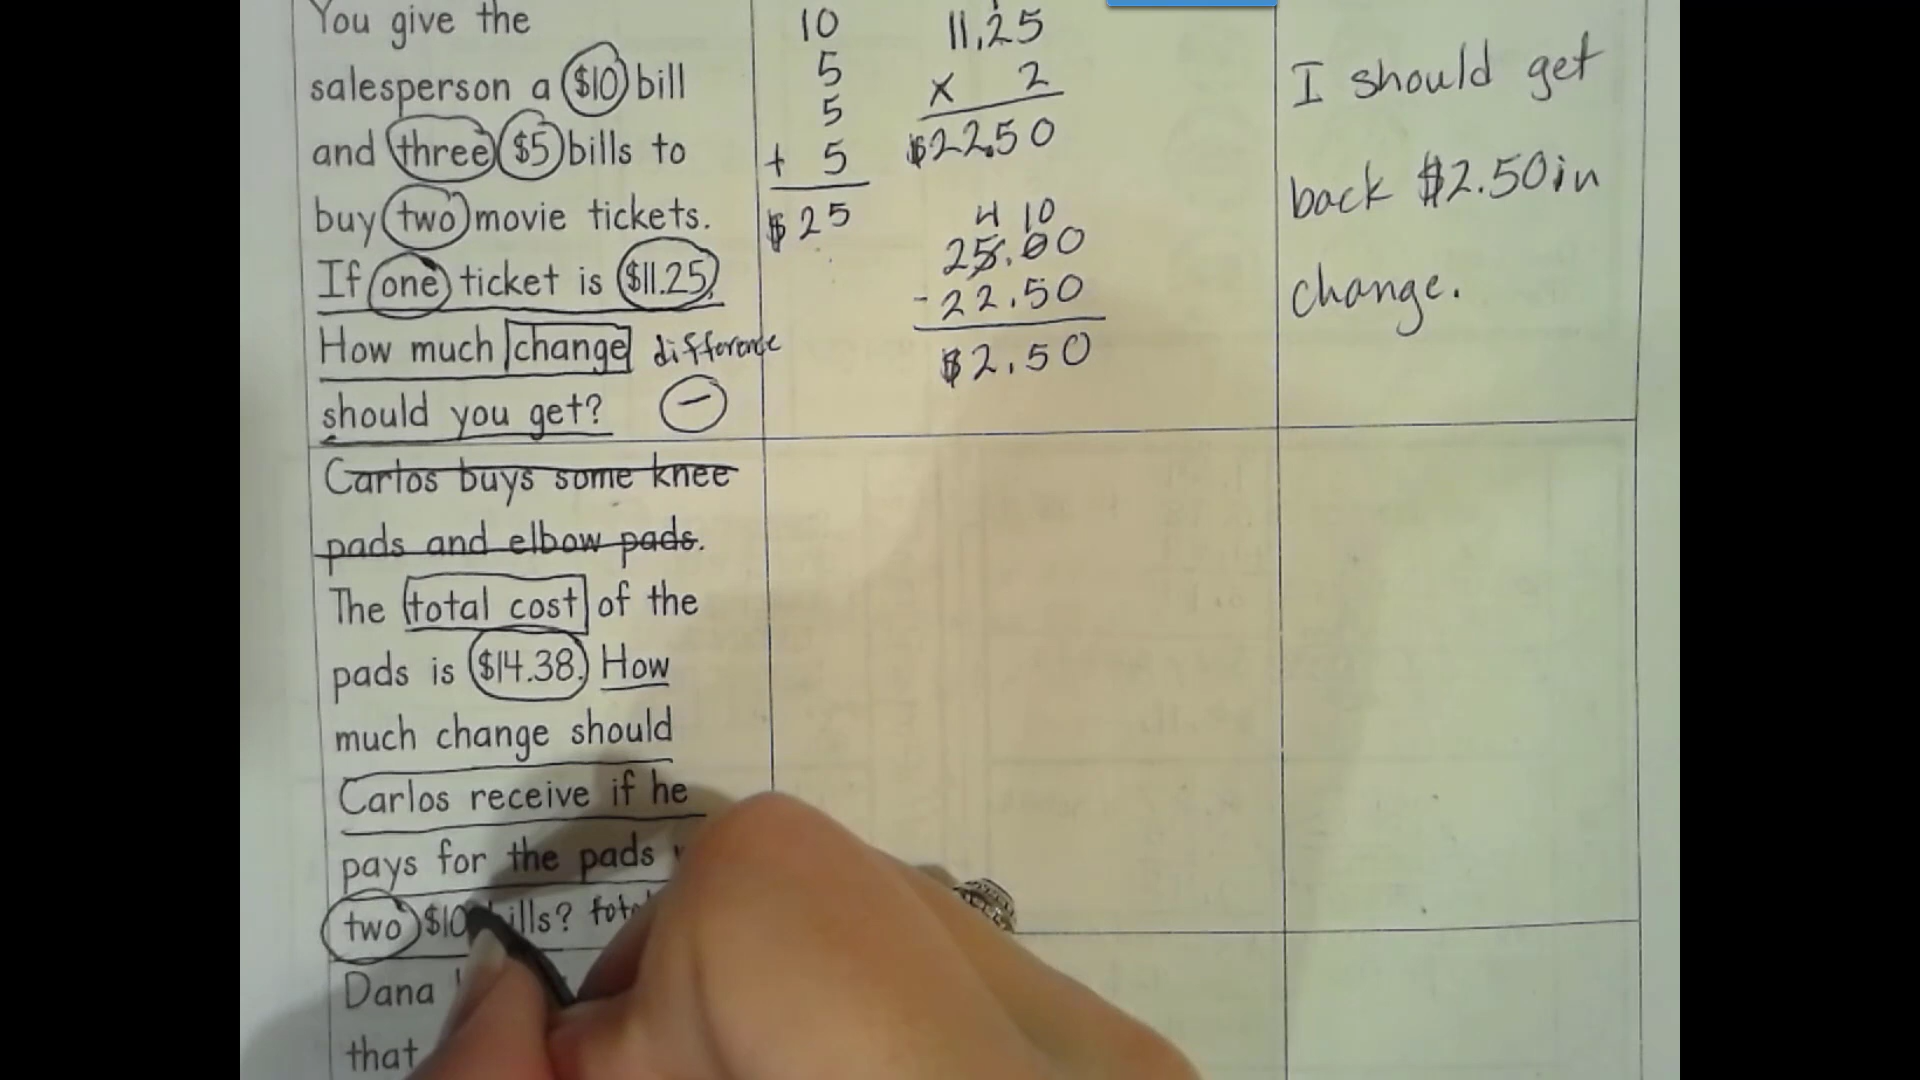 You give the
salesperson a $10 bill
and three $5 bills to
buy two movie tickets.
If one ticket is $11.25,
How much change difference
should you get? −
10
5
5
+ 5
$25
11.25
x 2
$22.50
4 10
25.00
- 22.50
$2.50
I should get
back $2.50 in
change.
Carlos buys some knee
pads and elbow pads.
The total cost of the
pads is $14.38. How
much change should
Carlos receive if he
pays for the pads
two $10 bills?
Dana
that